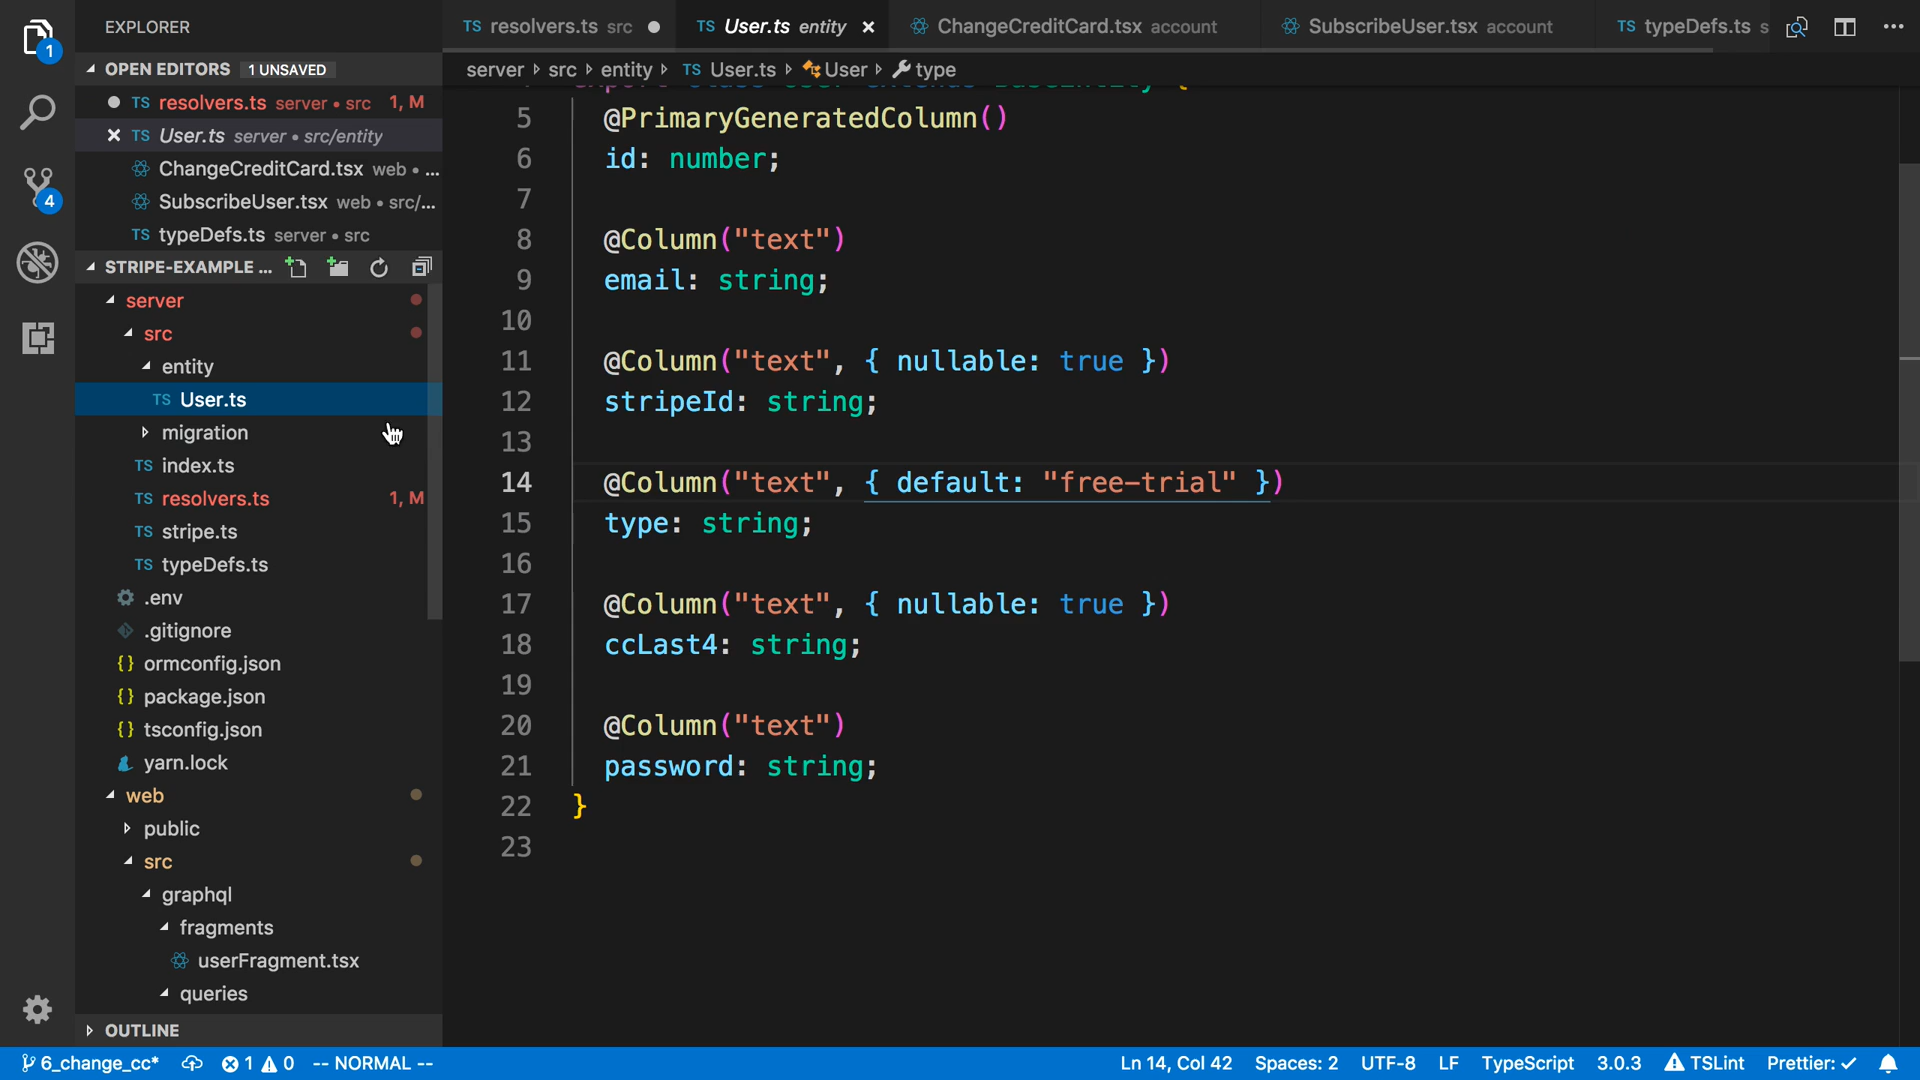 EXPLORER
OPEN EDITORS 1 UNSAVED
TS resolvers.ts server • src 1, M
TS User.ts server • src/entity
ChangeCreditCard.tsx web • ...
SubscribeUser.tsx web • src/...
TS typeDefs.ts server • src
STRIPE-EXAMPLE ...
server
src
entity
TS User.ts
migration
TS index.ts
TS resolvers.ts 1, M
TS stripe.ts
TS typeDefs.ts
.env
.gitignore
{} ormconfig.json
{} package.json
{} tsconfig.json
yarn.lock
web
public
src
graphql
fragments
userFragment.tsx
queries
OUTLINE
1
4
TS resolvers.ts src
TS User.ts entity
ChangeCreditCard.tsx account
SubscribeUser.tsx account
TS typeDefs.ts s
server src entity TS User.ts User type
5 @PrimaryGeneratedColumn()
6 id: number;
7
8 @Column("text")
9 email: string;
10
11 @Column("text", { nullable: true })
12 stripeId: string;
13
14 @Column("text", { default: "free-trial" })
15 type: string;
16
17 @Column("text", { nullable: true })
18 ccLast4: string;
19
20 @Column("text")
21 password: string;
22 }
23
6_change_cc* 1 0 -- NORMAL -- Ln 14, Col 42 Spaces: 2 UTF-8 LF TypeScript 3.0.3 TSLint Prettier: ✓